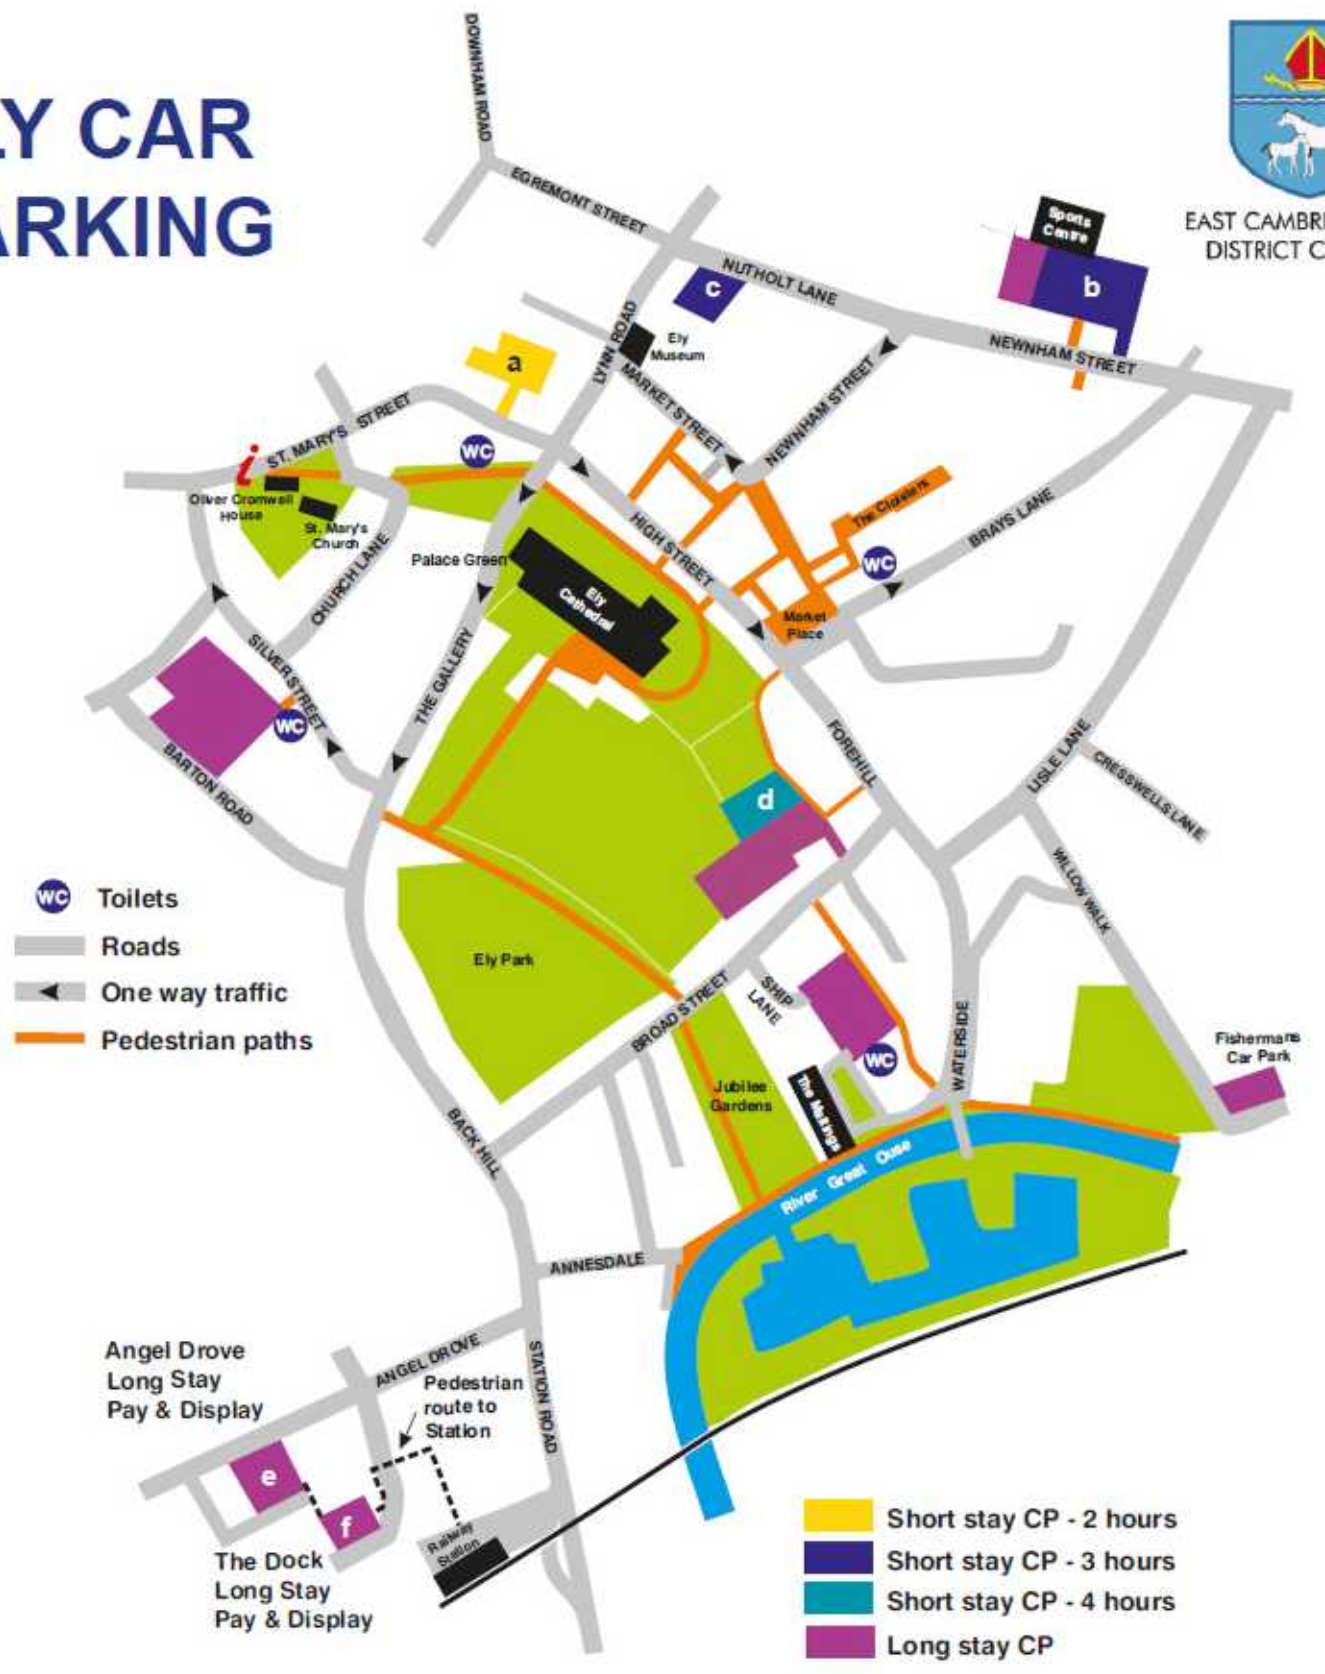 LY CAR
ARKING
EAST CAMBRI
DISTRICT C
DOWNHAM ROAD
EGREMONT STREET
Sports
Centre
b
NUTHOLT LANE
c
LYNN ROAD
Ely
Museum
NEWNHAM STREET
a
MARKET STREET
NEWNHAM STREET
ST. MARY'S STREET
WC
i
Oliver Cromwell
House
St. Mary's
Church
The Cloisters
BRAYS LANE
HIGH STREET
Palace Green
CHURCH LANE
WC
Ely
Cathedral
Market
Place
SILVER STREET
THE GALLERY
WC
BARTON ROAD
FOREHILL
LISLE LANE
CRESSWELLS LANE
d
WILLOW WALK
WC Toilets
Roads
One way traffic
Pedestrian paths
Ely Park
SHIP
LANE
BROAD STREET
WATERSIDE
Fishermans
Car Park
WC
Jubilee
Gardens
The Maltings
BACK HILL
River Great Ouse
ANNESDALE
Angel Drove
Long Stay
Pay & Display
ANGEL DROVE
STATION ROAD
Pedestrian
route to
Station
e
f
Railway
Station
The Dock
Long Stay
Pay & Display
Short stay CP - 2 hours
Short stay CP - 3 hours
Short stay CP - 4 hours
Long stay CP